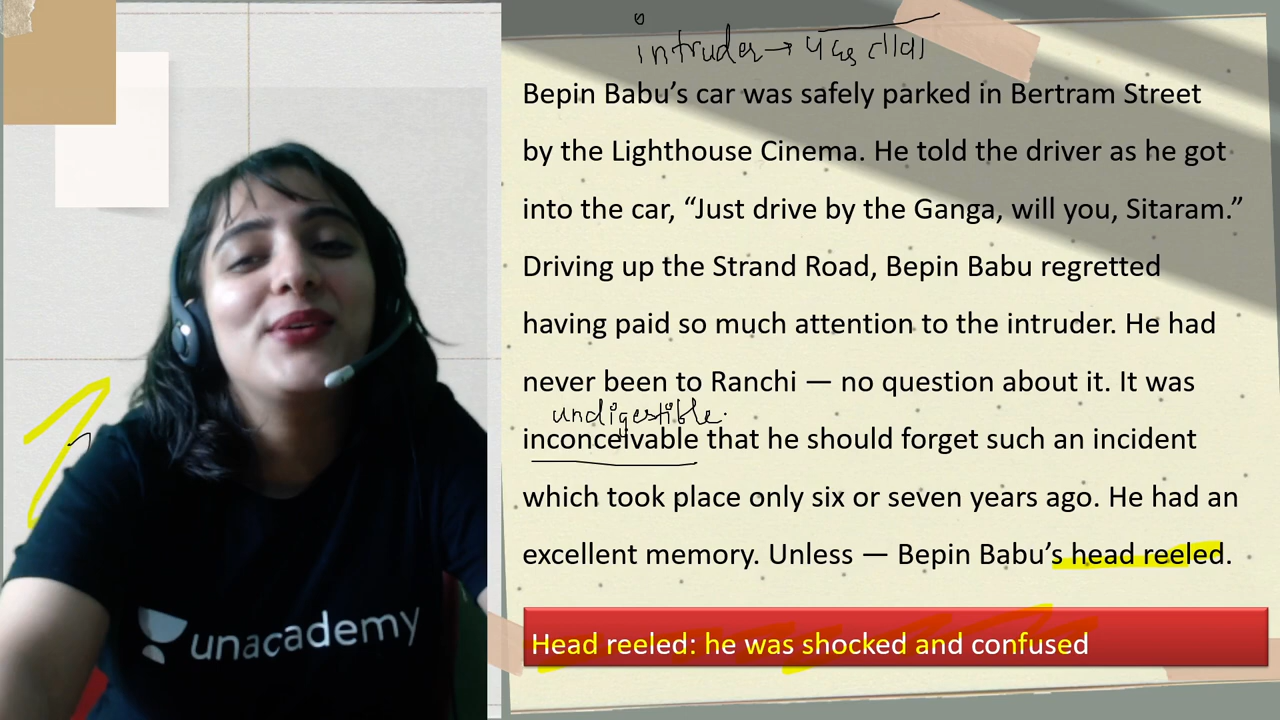 intruder →
Bepin Babu’s car was safely parked in Bertram Street
by the Lighthouse Cinema. He told the driver as he got
into the car, “Just drive by the Ganga, will you, Sitaram.”
Driving up the Strand Road, Bepin Babu regretted
having paid so much attention to the intruder. He had
never been to Ranchi — no question about it. It was
undigestible.
inconceivable that he should forget such an incident
which took place only six or seven years ago. He had an
excellent memory. Unless — Bepin Babu’s head reeled.
Head reeled: he was shocked and confused
unacademy